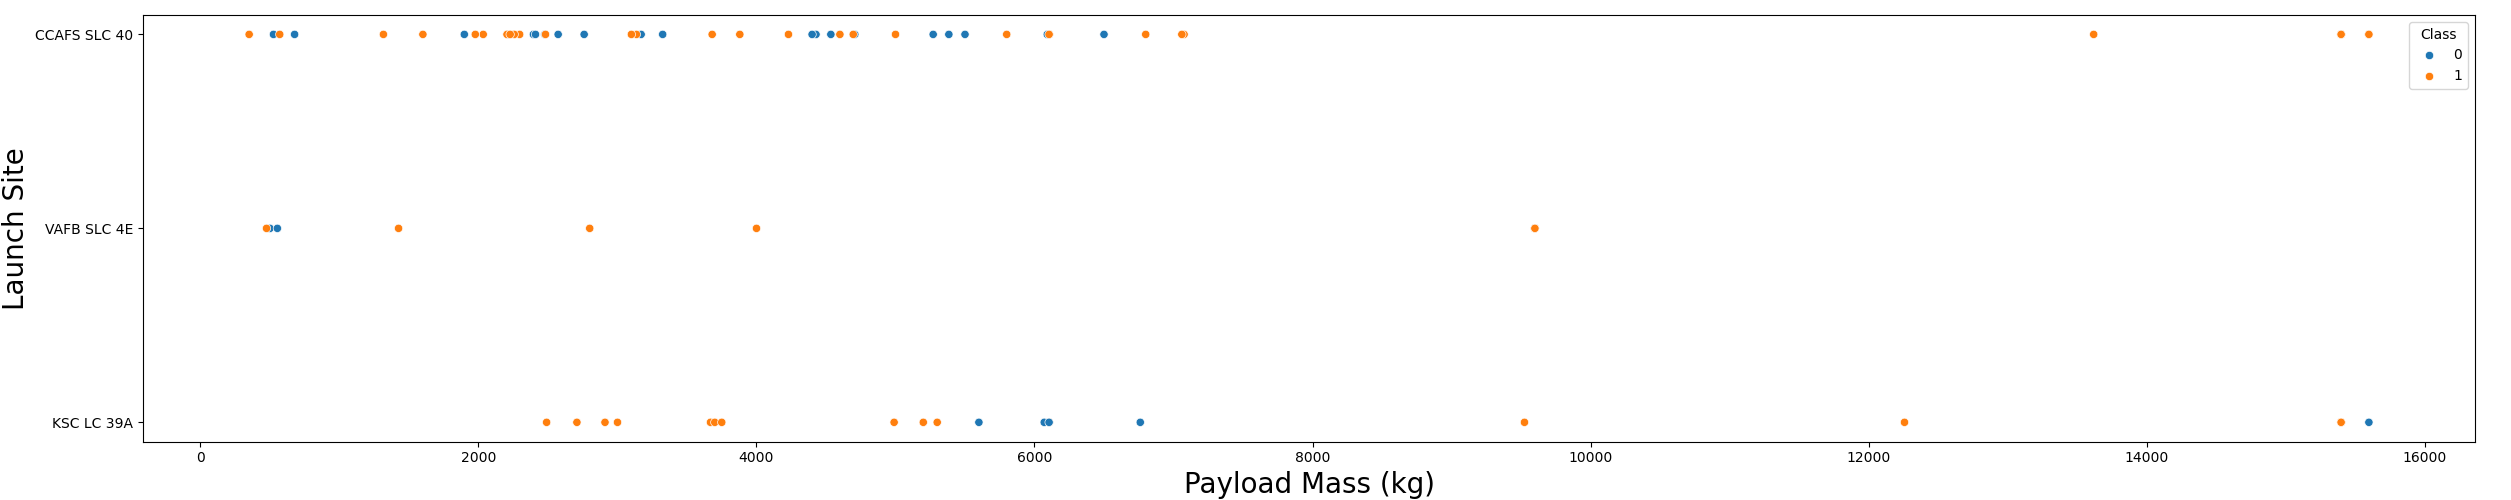 CCAFS SLC 40
VAFB SLC 4E
KSC LC 39A
Launch Site
Class
0
1
0
2000
4000
6000
8000
10000
12000
14000
16000
Payload Mass (kg)